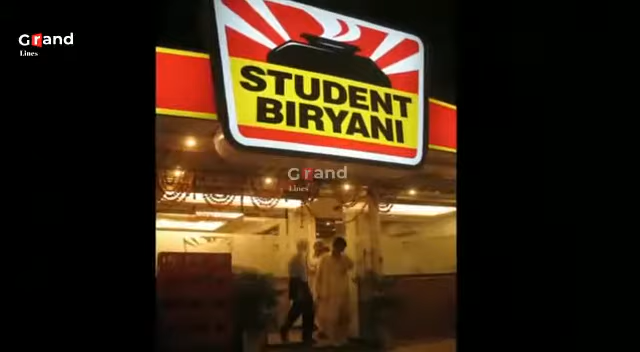 Grand
Lines
STUDENT
BIRYANI
Grand
Lines